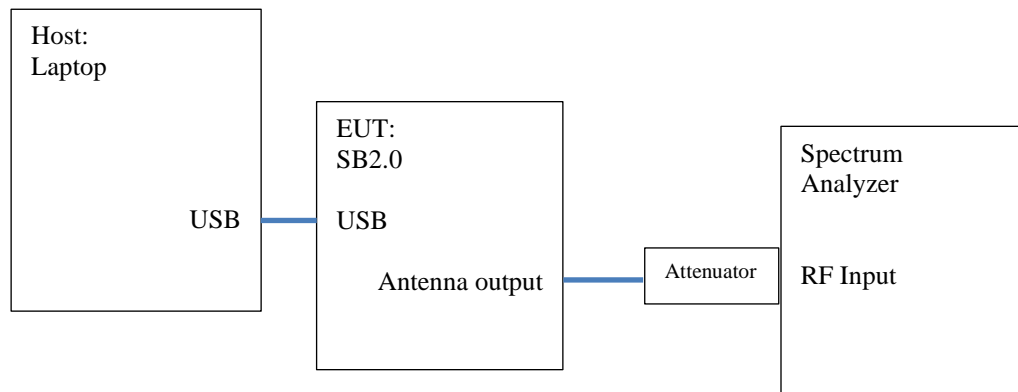 Host:
Laptop
USB
EUT:
SB2.0
USB
Antenna output
Attenuator
Spectrum
Analyzer
RF Input